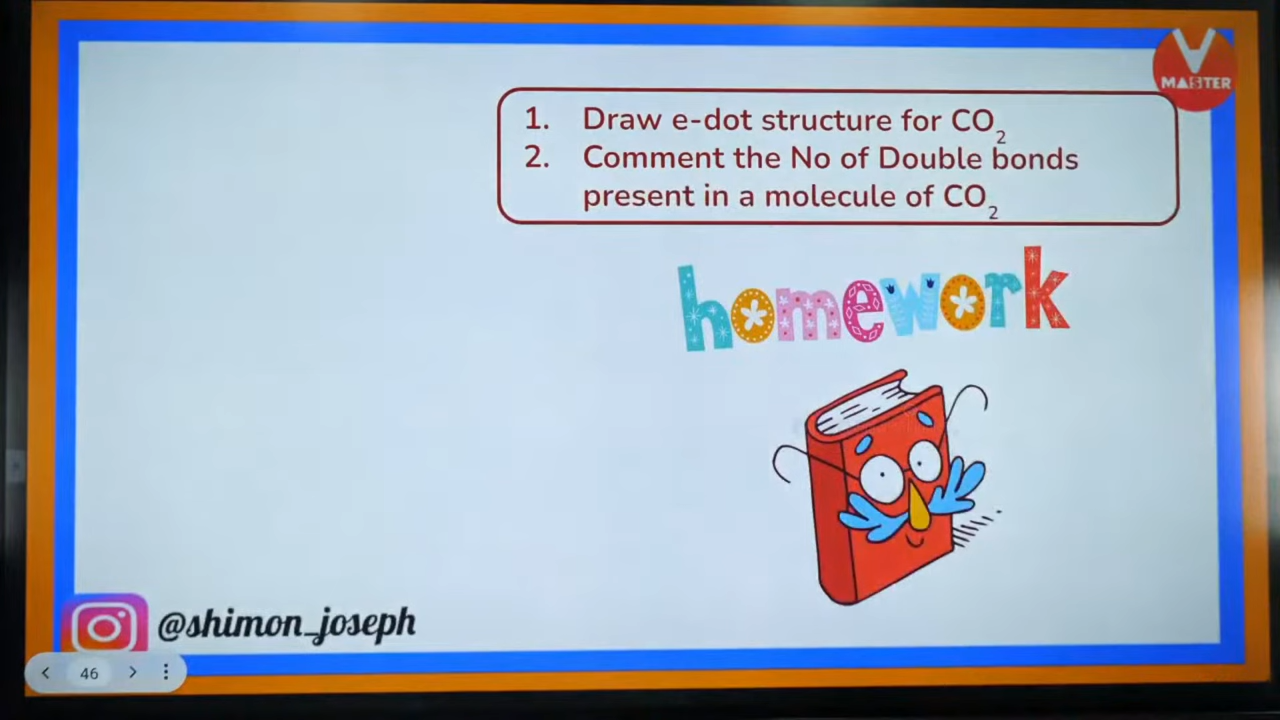 V
MASTER
1. Draw e-dot structure for CO₂
2. Comment the No of Double bonds
present in a molecule of CO₂
homework
@shimon_joseph
46